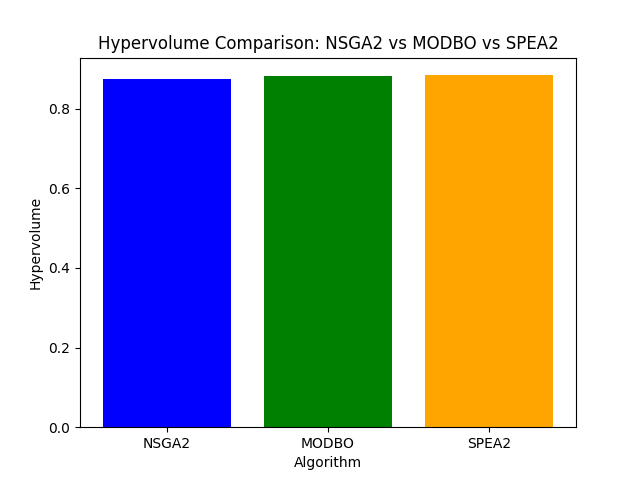 Hypervolume Comparison: NSGA2 vs MODBO vs SPEA2
Hypervolume
0.8
0.6
0.4
0.2
0.0
NSGA2 MODBO SPEA2
Algorithm